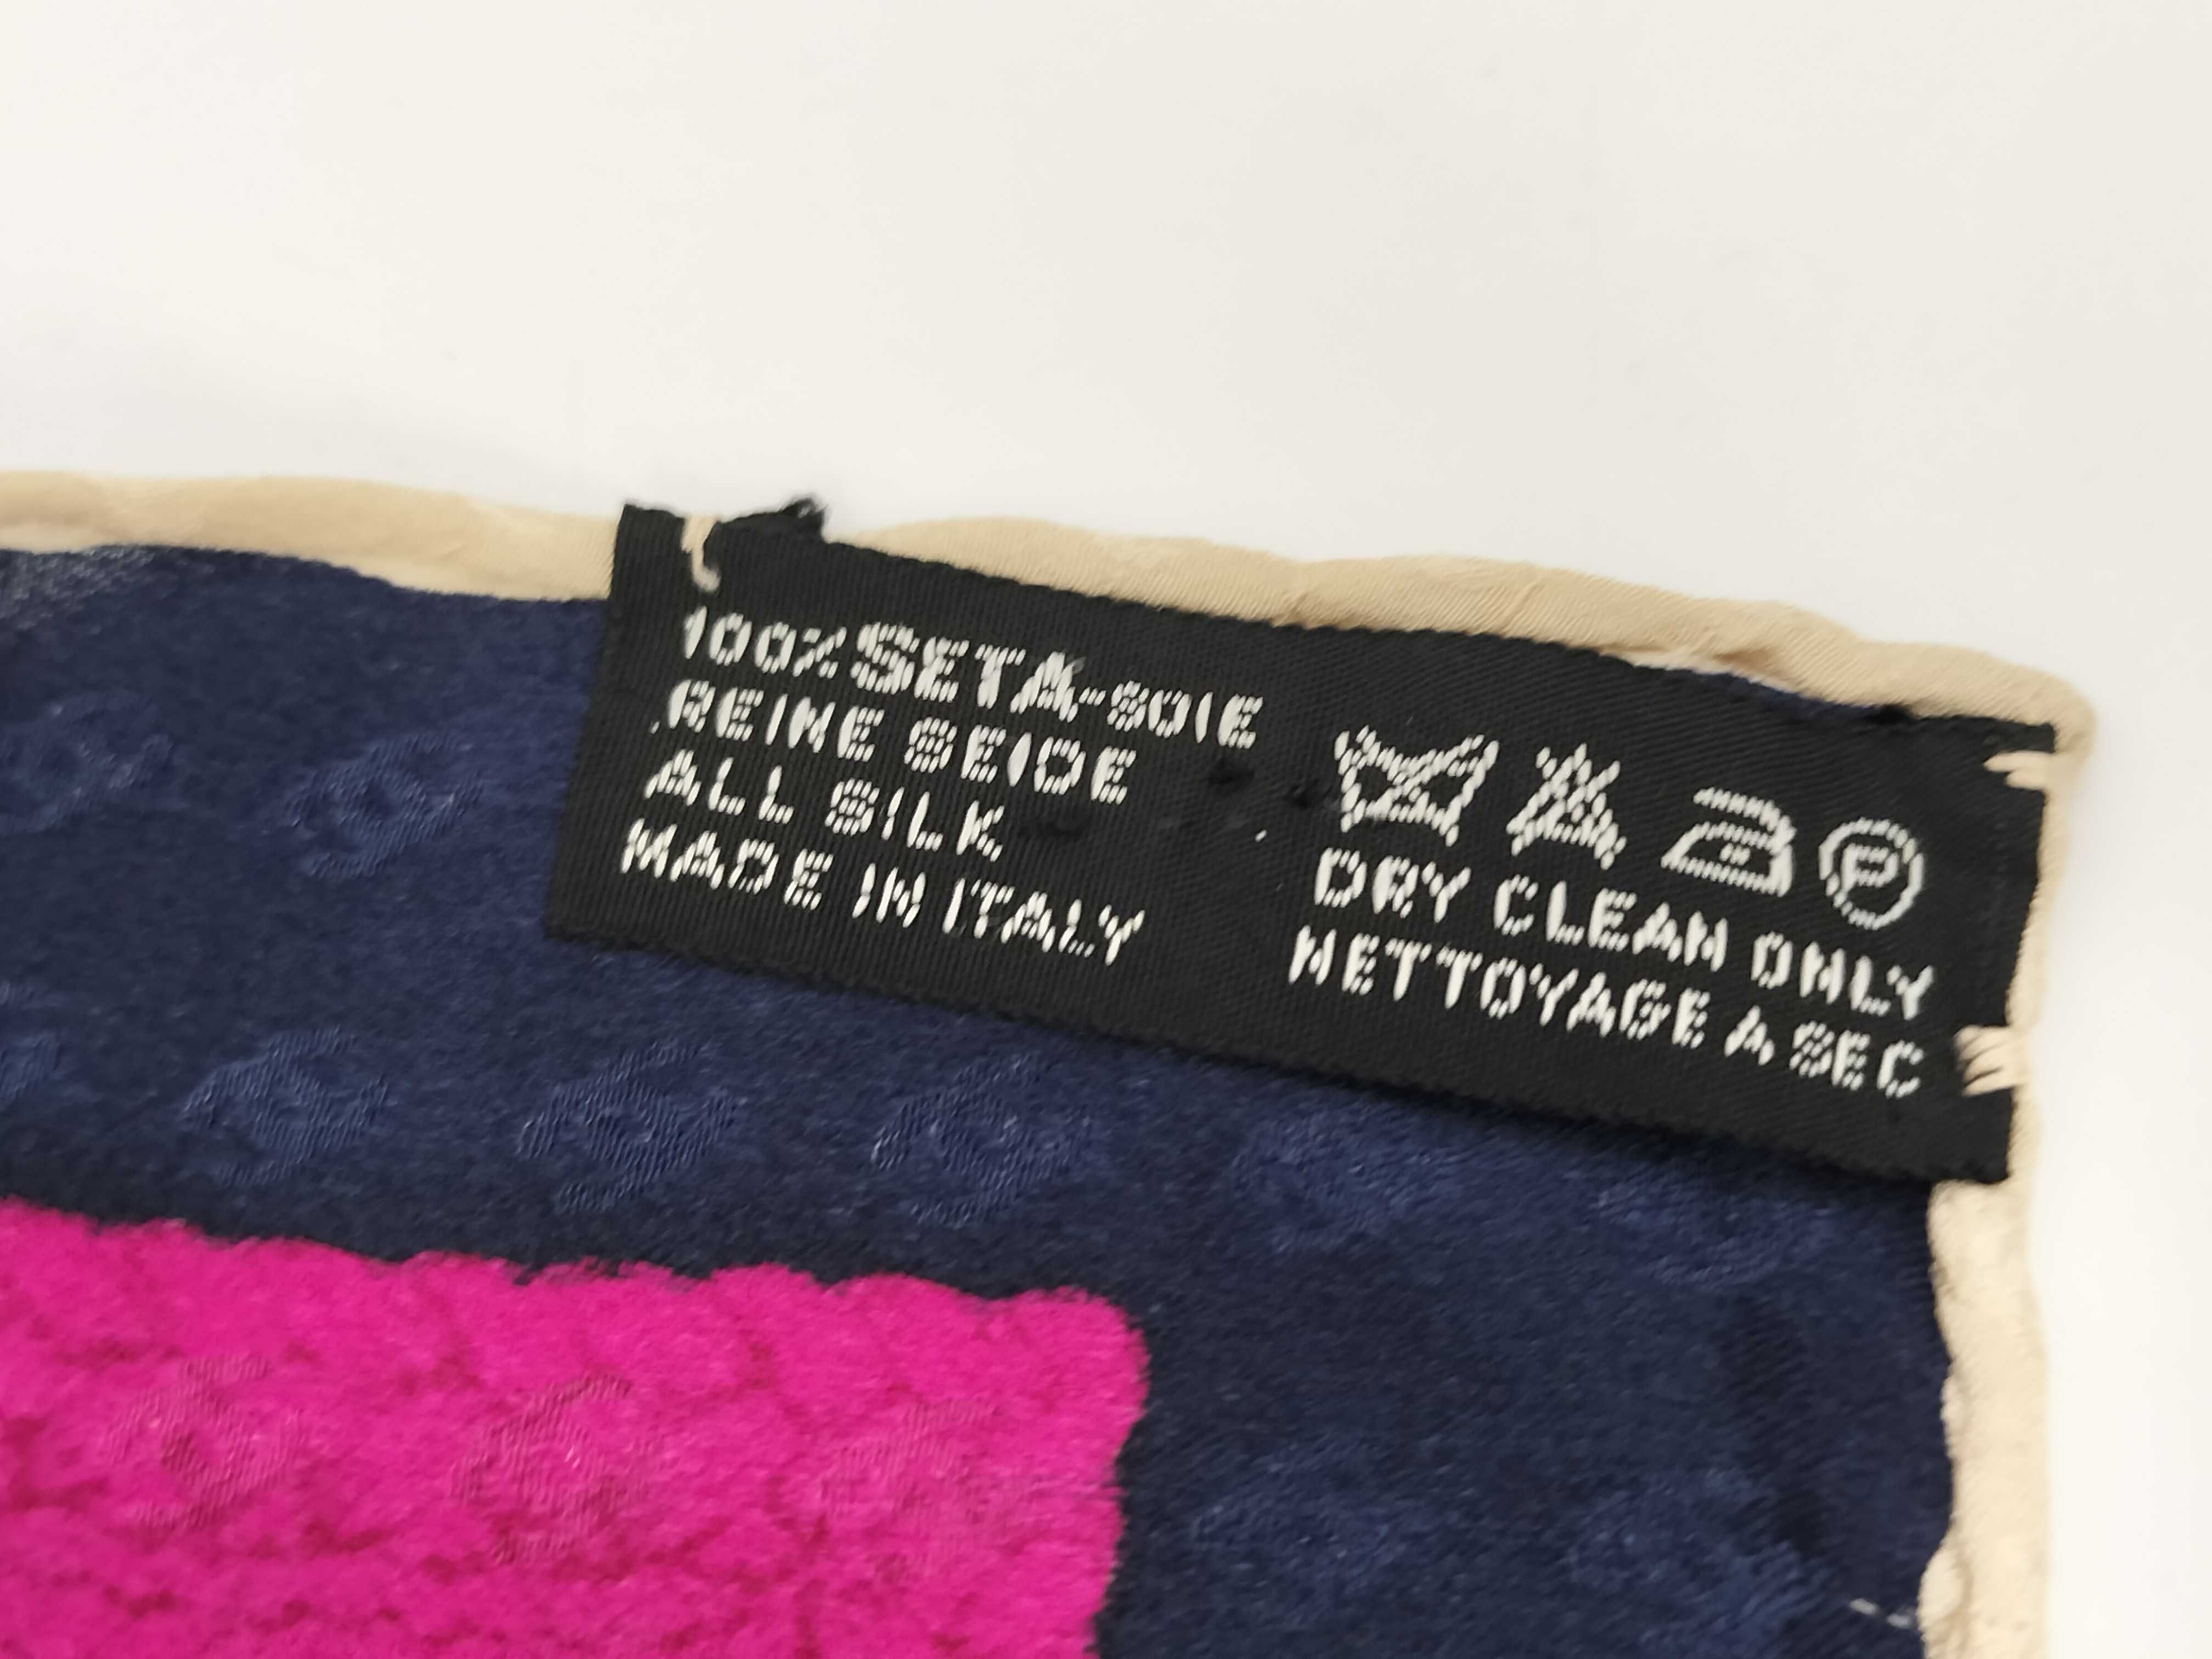 100% SETA-SOIE
REINE SEIDE
ALL SILK
MADE IN ITALY
P
DRY CLEAN ONLY
NETTOYAGE A SEC